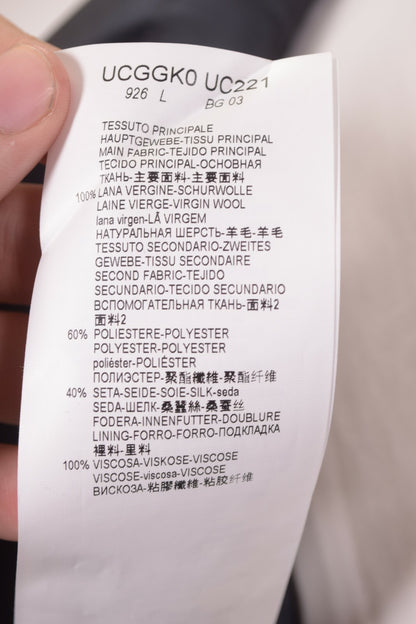 UCGGK0 UC221
926 L BG 03
TESSUTO PRINCIPALE
HAUPTGEWEBE-TISSU PRINCIPAL
MAIN FABRIC-TEJIDO PRINCIPAL
TECIDO PRINCIPAL-ОСНОВНАЯ
ТКАНЬ-主要面料-主要面料
100% LANA VERGINE-SCHURWOLLE
LAINE VIERGE-VIRGIN WOOL
lana virgen-LÃ VIRGEM
НАТУРАЛЬНАЯ ШЕРСТЬ-羊毛-羊毛
TESSUTO SECONDARIO-ZWEITES
GEWEBE-TISSU SECONDAIRE
SECOND FABRIC-TEJIDO
SECUNDARIO-TECIDO SECUNDARIO
ВСПОМОГАТЕЛЬНАЯ ТКАНЬ-面料2
面料2
60% POLIESTERE-POLYESTER
POLYESTER-POLYESTER
poliéster-POLIÉSTER
ПОЛИЭСТЕР-聚酯纖維-聚酯纤维
40% SETA-SEIDE-SOIE-SILK-seda
SEDA-ШЕЛК-桑蠶絲-桑蚕丝
FODERA-INNENFUTTER-DOUBLURE
LINING-FORRO-FORRO-ПОДКЛАДКА
裡料-里料
100% VISCOSA-VISKOSE-VISCOSE
VISCOSE-viscosa-VISCOSE
ВИСКОЗА-粘膠纖維-粘胶纤维